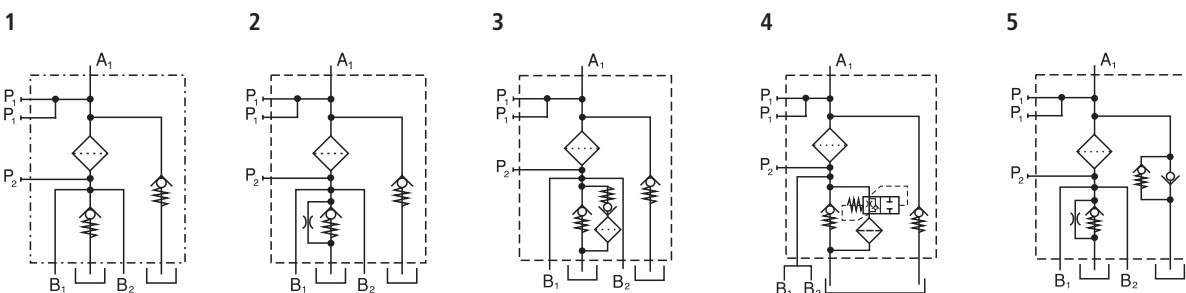 1 2 3 4 5
A₁ A₁ A₁ A₁ A₁
P₁ P₁ P₁ P₁ P₁
P₁ P₁ P₁ P₁ P₁
P₂ P₂ P₂ P₂ P₂
B₁ B₂ B₁ B₂ B₁ B₂ B₁ B₂ B₁ B₂